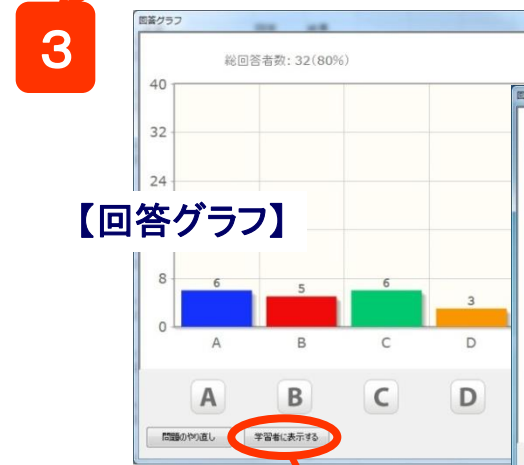 3
回答グラフ
総回答者数: 32(80%)
40
32
24
【回答グラフ】
8
6
5
6
3
0
A
B
C
D
A
B
C
D
問題のやり直し
学習者に表示する